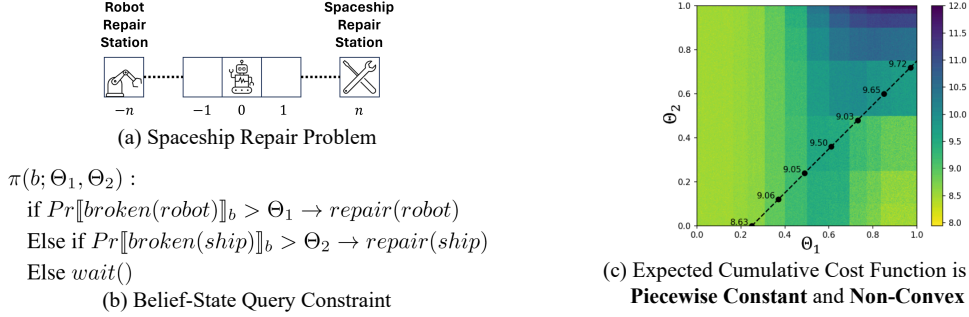 Robot
Repair
Station
Spaceship
Repair
Station
−n
−1
0
1
n
(a) Spaceship Repair Problem
π(b; Θ₁, Θ₂) :
if Pr⟦broken(robot)⟧_b > Θ₁ → repair(robot)
Else if Pr⟦broken(ship)⟧_b > Θ₂ → repair(ship)
Else wait()
(b) Belief-State Query Constraint
Θ₂
1.0
0.8
0.6
0.4
0.2
0.0
0.0 0.2 0.4 0.6 0.8 1.0
Θ₁
8.63
9.06
9.05
9.50
9.03
9.65
9.72
12.0
11.5
11.0
10.5
10.0
9.5
9.0
8.5
8.0
(c) Expected Cumulative Cost Function is
Piecewise Constant and Non-Convex